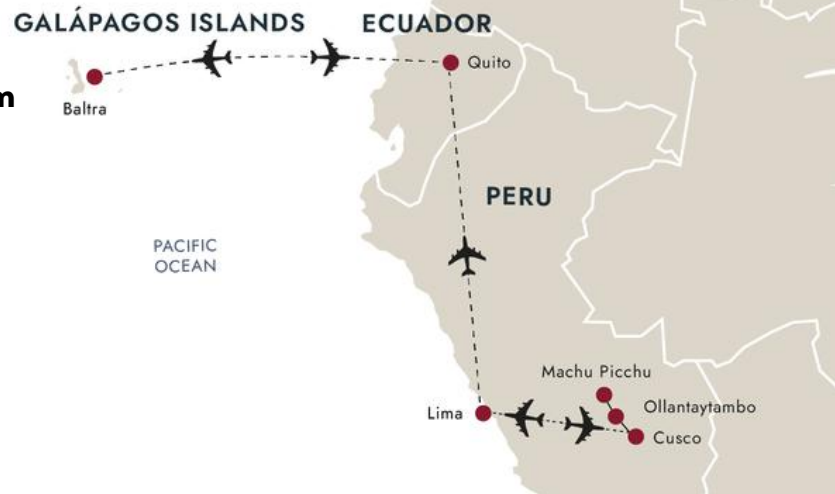 GALÁPAGOS ISLANDS
ECUADOR
Quito
m
Baltra
PERU
PACIFIC
OCEAN
Machu Picchu
Ollantaytambo
Lima
Cusco